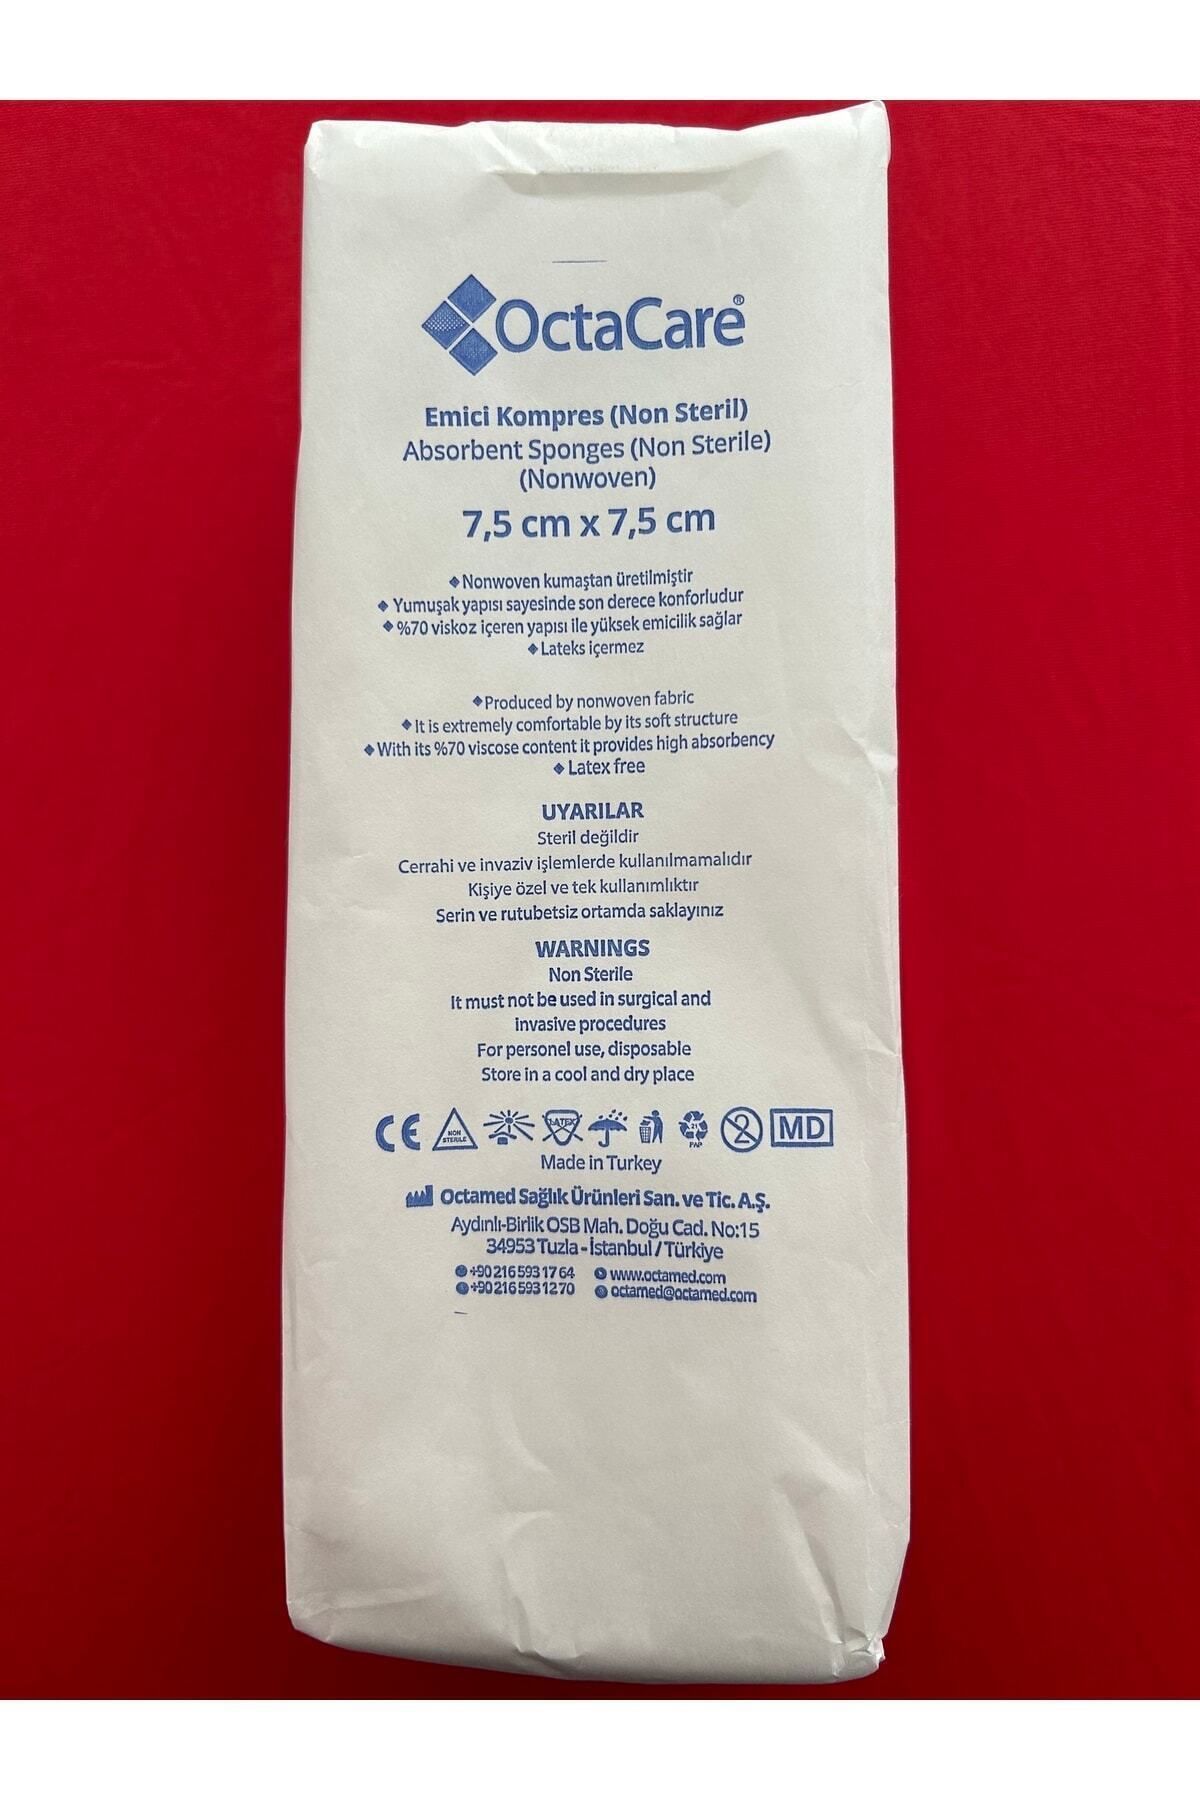 OctaCare®
Emici Kompres (Non Steril)
Absorbent Sponges (Non Sterile)
(Nonwoven)
7,5 cm x 7,5 cm
Nonwoven kumaştan üretilmiştir
Yumuşak yapısı sayesinde son derece konforludur
%70 viskoz içeren yapısı ile yüksek emicilik sağlar
Lateks içermez
Produced by nonwoven fabric
It is extremely comfortable by its soft structure
With its %70 viscose content it provides high absorbency
Latex free
UYARILAR
Steril değildir
Cerrahi ve invaziv işlemlerde kullanılmamalıdır
Kişiye özel ve tek kullanımlıktır
Serin ve rutubetsiz ortamda saklayınız
WARNINGS
Non Sterile
It must not be used in surgical and
invasive procedures
For personel use, disposable
Store in a cool and dry place
CE NON STERILE LATEX 21 PAP 2 MD
Made in Turkey
Octamed Sağlık Ürünleri San. ve Tic. A.Ş.
Aydınlı-Birlik OSB Mah. Doğu Cad. No:15
34953 Tuzla - İstanbul / Türkiye
+90 216 593 17 64 www.octamed.com
+90 216 593 12 70 octamed@octamed.com